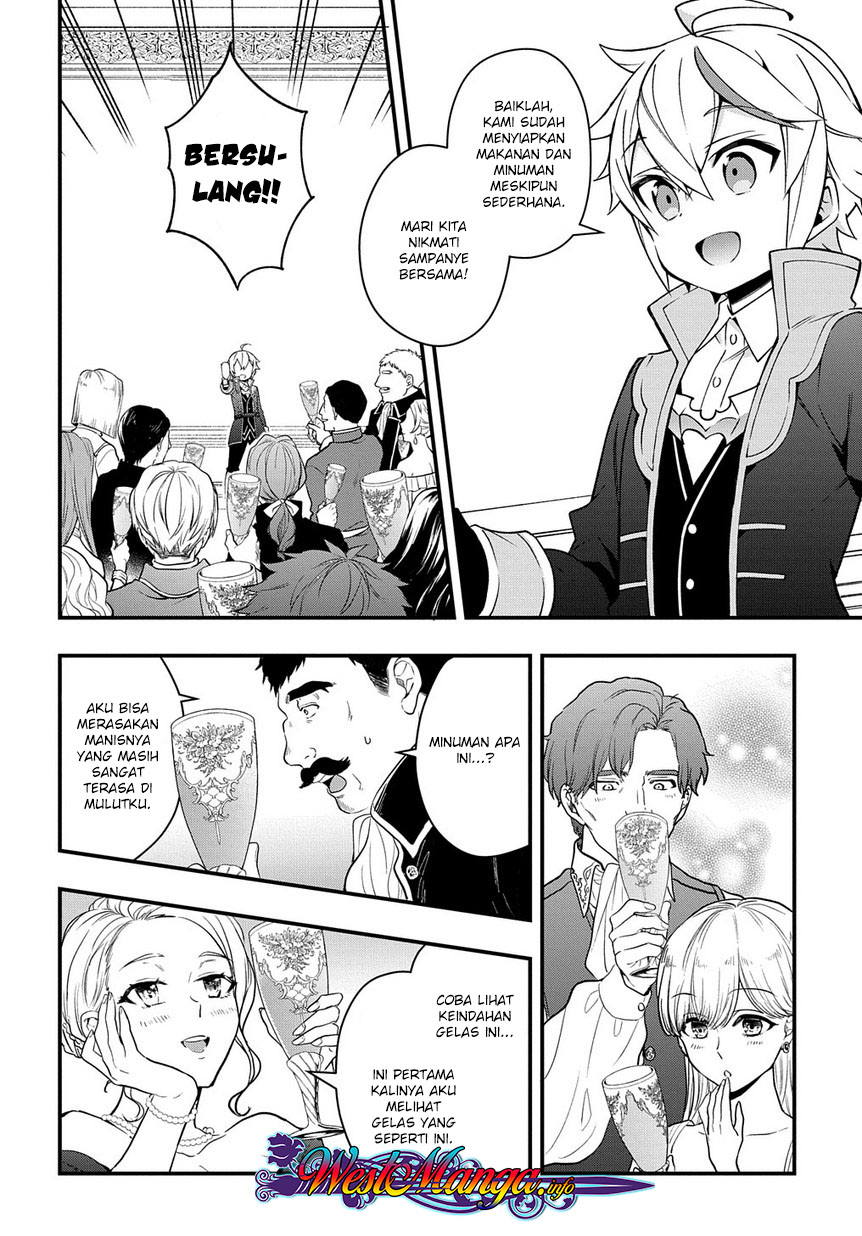 BAIKLAH,
KAMI SUDAH
MENYIAPKAN
MAKANAN DAN
MINUMAN
MESKIPUN
SEDERHANA.
MARI KITA
NIKMATI
SAMPANYE
BERSAMA!
BERSU-
LANG!!
MINUMAN APA
INI...?
AKU BISA
MERASAKAN
MANISNYA
YANG MASIH
SANGAT
TERASA DI
MULUTKU.
COBA LIHAT
KEINDAHAN
GELAS INI...
INI PERTAMA
KALINYA AKU
MELIHAT
GELAS YANG
SEPERTI INI.
WestManga.info